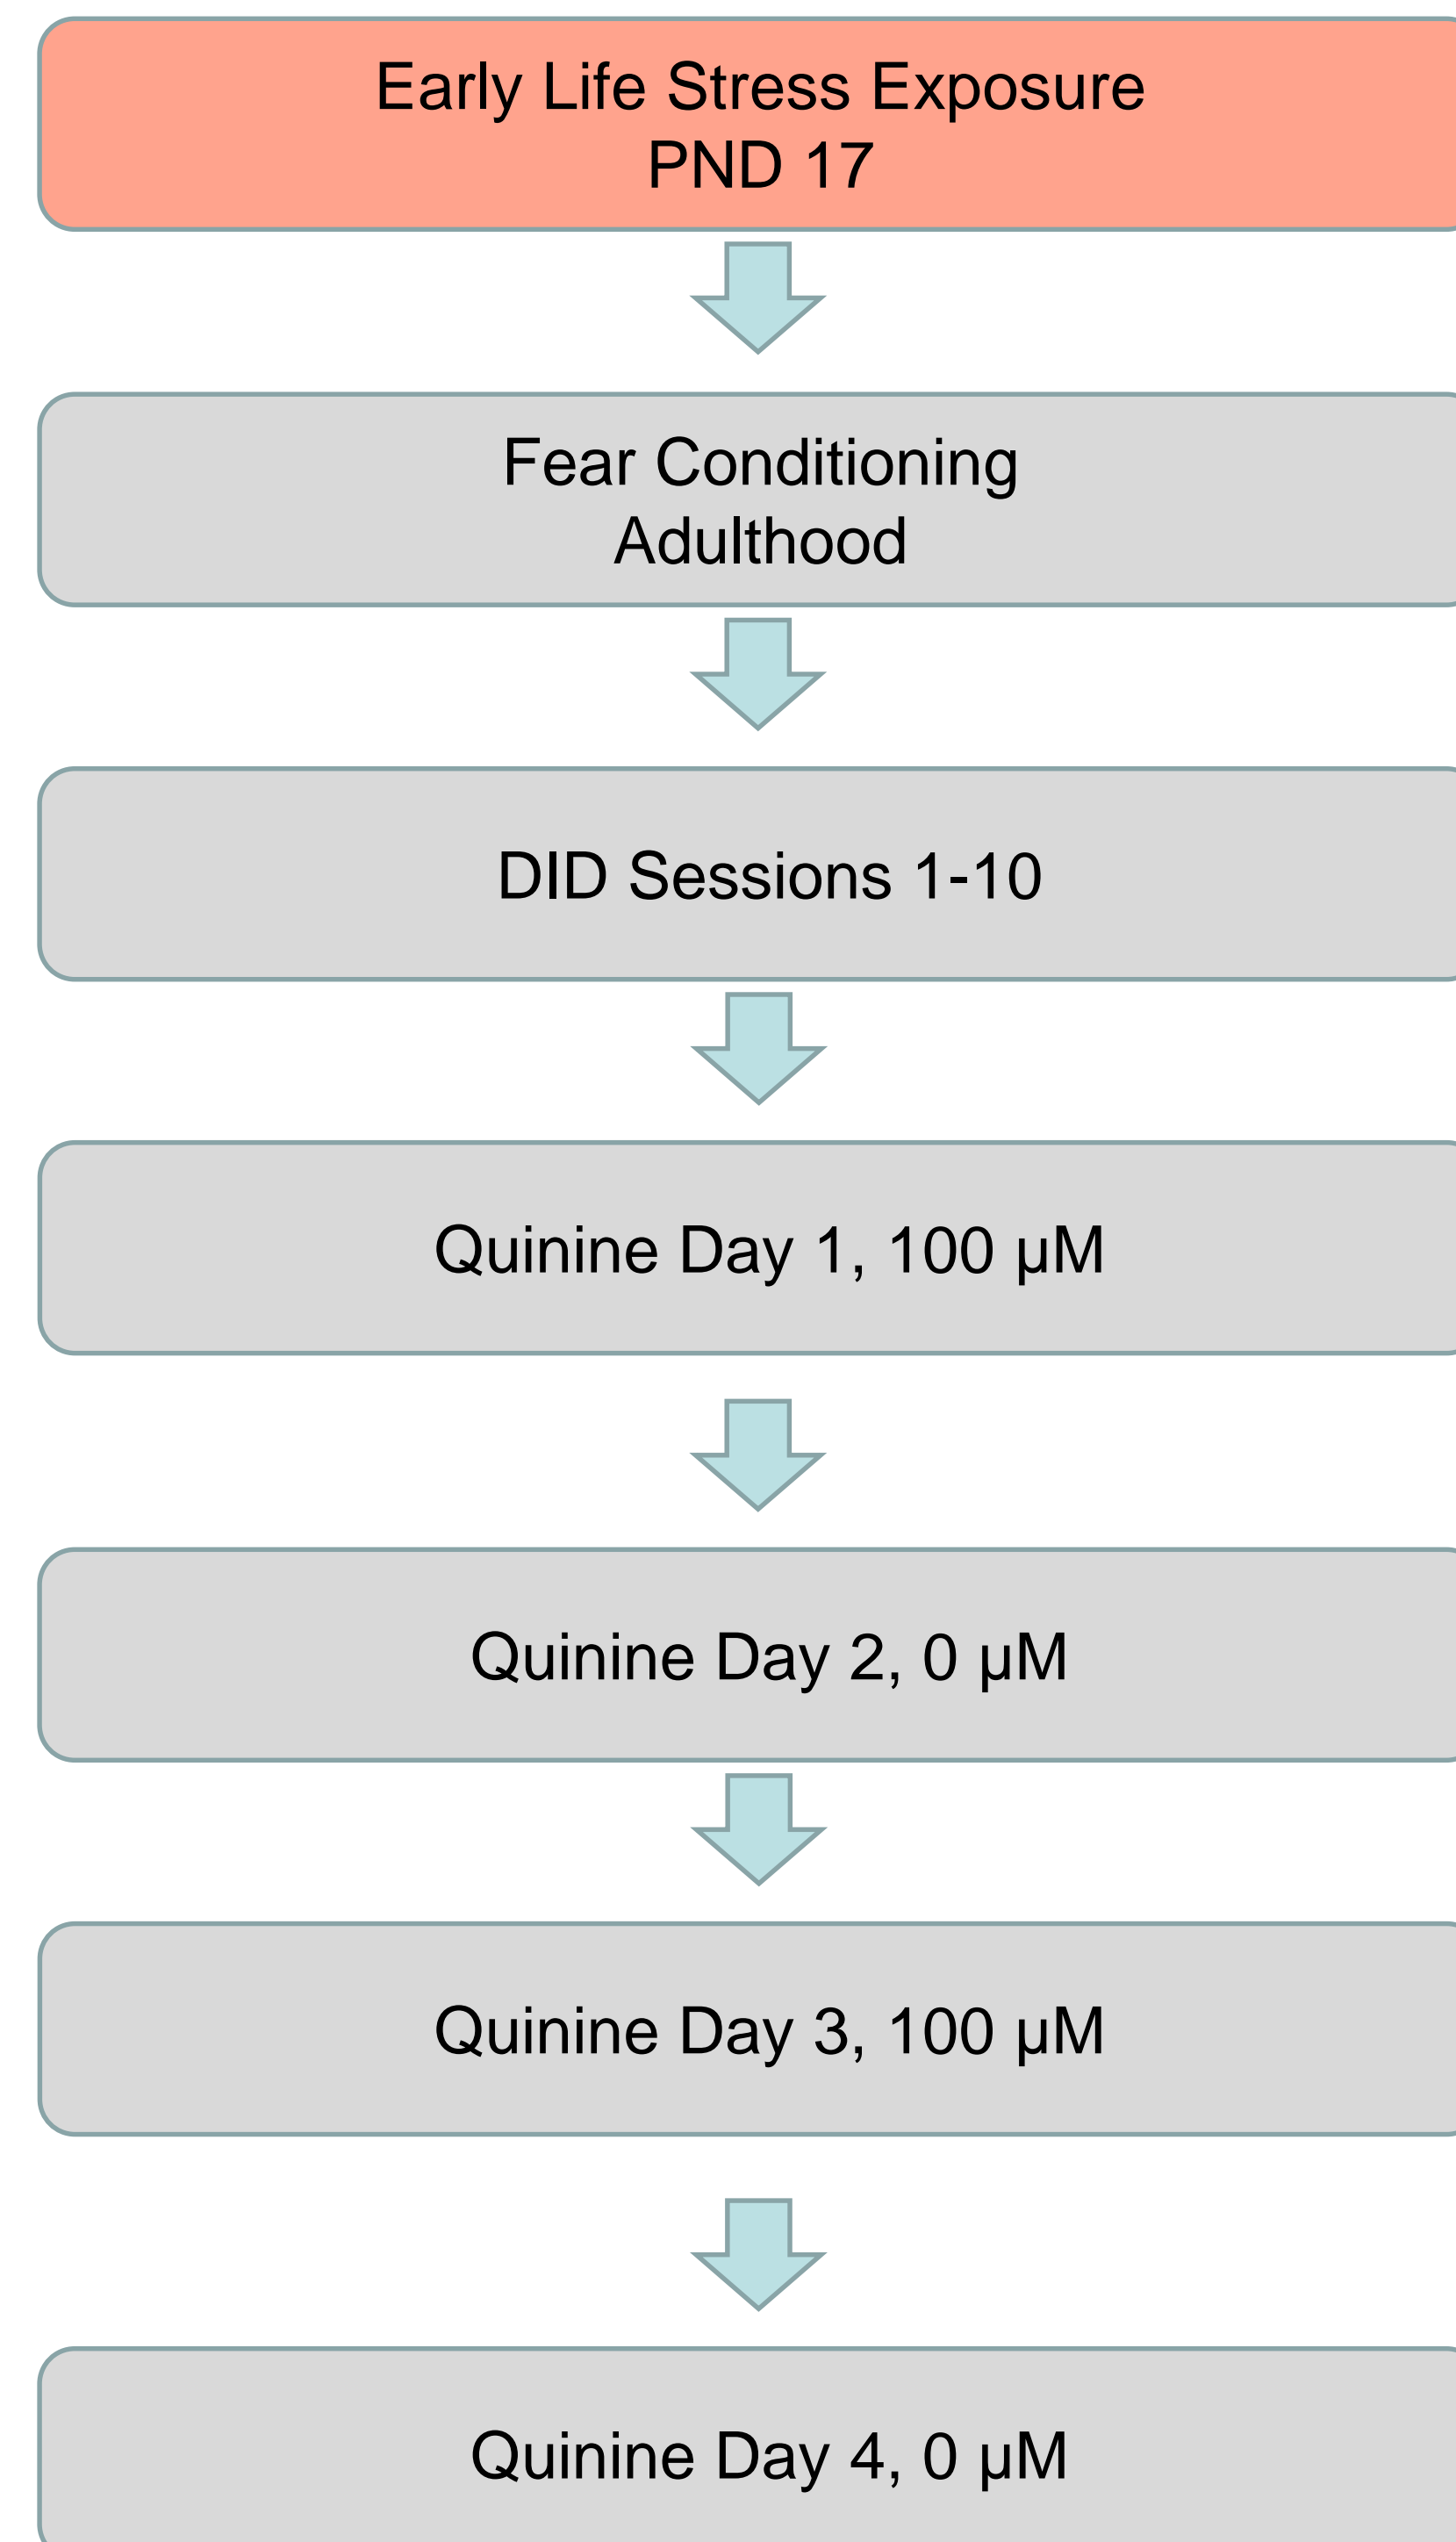 Early Life Stress Exposure
PND 17
Fear Conditioning
Adulthood
DID Sessions 1-10
Quinine Day 1, 100 µM
Quinine Day 2, 0 µM
Quinine Day 3, 100 µM
Quinine Day 4, 0 µM